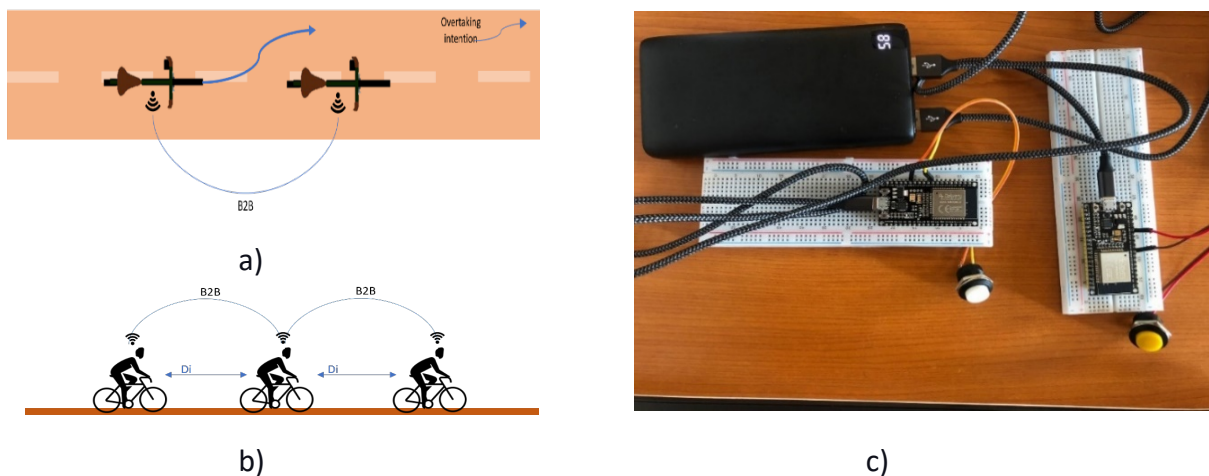 Overtaking
intention
B2B
a)
B2B B2B
Di Di
b)
58
c)